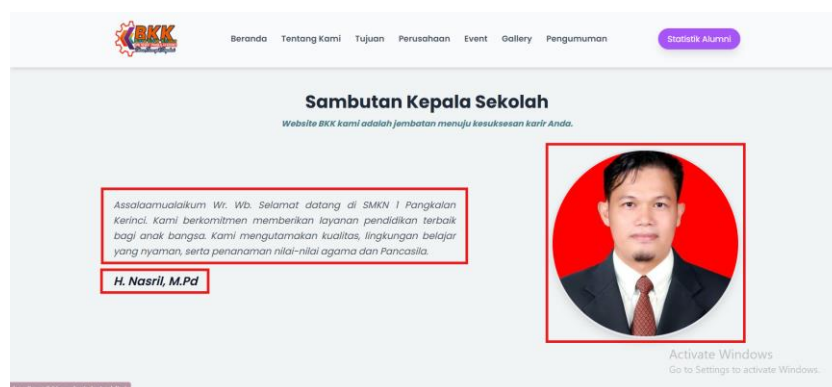 BKK
Beranda Tentang Kami Tujuan Perusahaan Event Gallery Pengumuman Statistik Alumni
Sambutan Kepala Sekolah
Website BKK kami adalah jembatan menuju kesuksesan karir Anda.
Assalaamualaikum Wr. Wb. Selamat datang di SMKN 1 Pangkalan
Kerinci. Kami berkomitmen memberikan layanan pendidikan terbaik
bagi anak bangsa. Kami mengutamakan kualitas, lingkungan belajar
yang nyaman, serta penanaman nilai-nilai agama dan Pancasila.
H. Nasril, M.Pd
Activate Windows
Go to Settings to activate Windows.